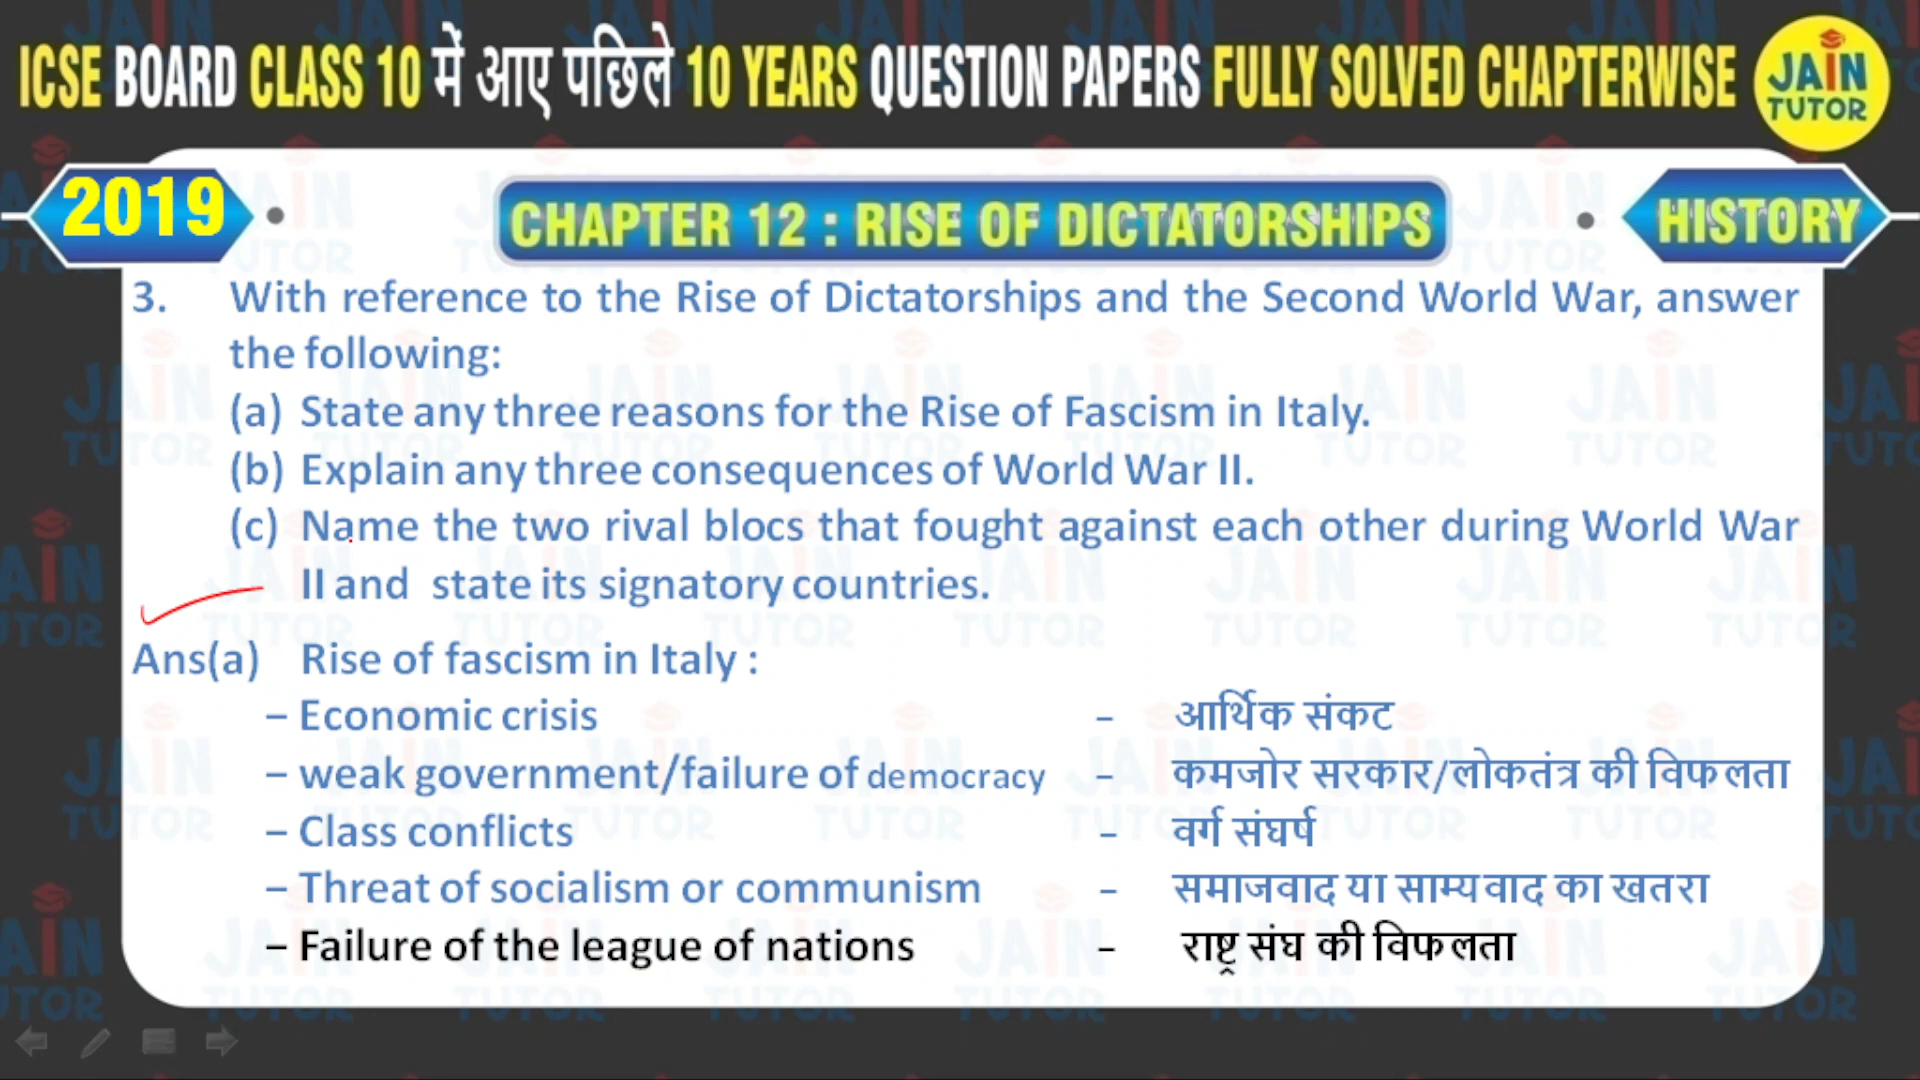 ICSE BOARD CLASS 10 में आए पछिले 10 YEARS QUESTION PAPERS FULLY SOLVED CHAPTERWISE
JAIN TUTOR
2019
CHAPTER 12 : RISE OF DICTATORSHIPS
HISTORY
3. With reference to the Rise of Dictatorships and the Second World War, answer
the following:
(a) State any three reasons for the Rise of Fascism in Italy.
(b) Explain any three consequences of World War II.
(c) Name the two rival blocs that fought against each other during World War
II and state its signatory countries.
Ans(a) Rise of fascism in Italy :
– Economic crisis – आर्थिक संकट
– weak government/failure of democracy – कमजोर सरकार/लोकतंत्र की विफलता
– Class conflicts – वर्ग संघर्ष
– Threat of socialism or communism – समाजवाद या साम्यवाद का खतरा
– Failure of the league of nations – राष्ट्र संघ की विफलता